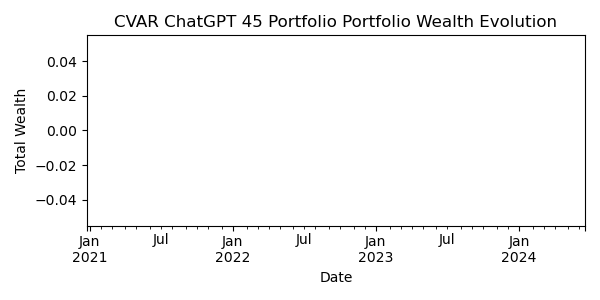 CVAR ChatGPT 45 Portfolio Portfolio Wealth Evolution
Total Wealth
0.04
0.02
0.00
−0.02
−0.04
Jan Jul Jan Jul Jan Jul Jan
2021 2022 2023 2024
Date